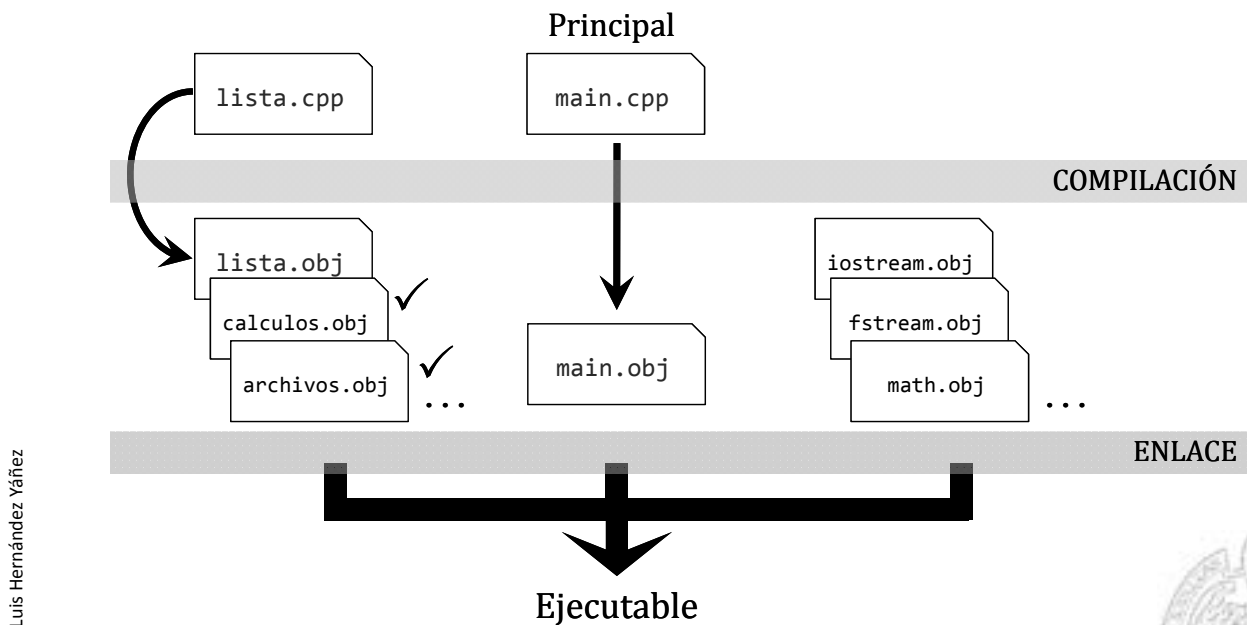 Principal
lista.cpp
main.cpp
COMPILACIÓN
lista.obj
calculos.obj
archivos.obj
...
main.obj
iostream.obj
fstream.obj
math.obj
...
ENLACE
Ejecutable
Luis Hernández Yáñez